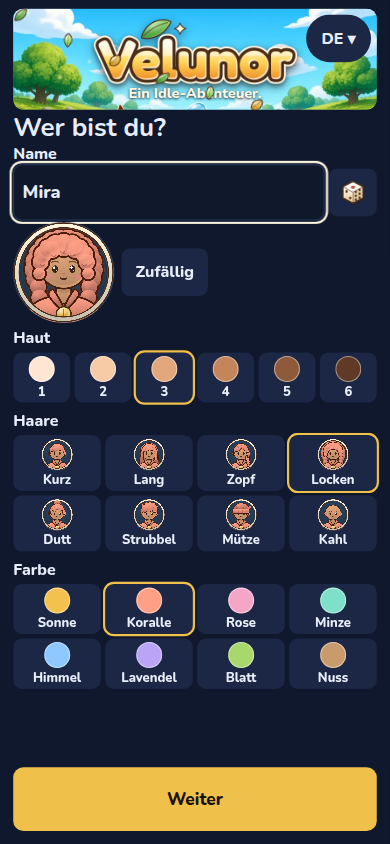 Velunor
DE ▾
Ein Idle-Abenteuer.
Wer bist du?
Name
Mira
Zufällig
Haut
1 2 3 4 5 6
Haare
Kurz Lang Zopf Locken
Dutt Strubbel Mütze Kahl
Farbe
Sonne Koralle Rose Minze
Himmel Lavendel Blatt Nuss
Weiter